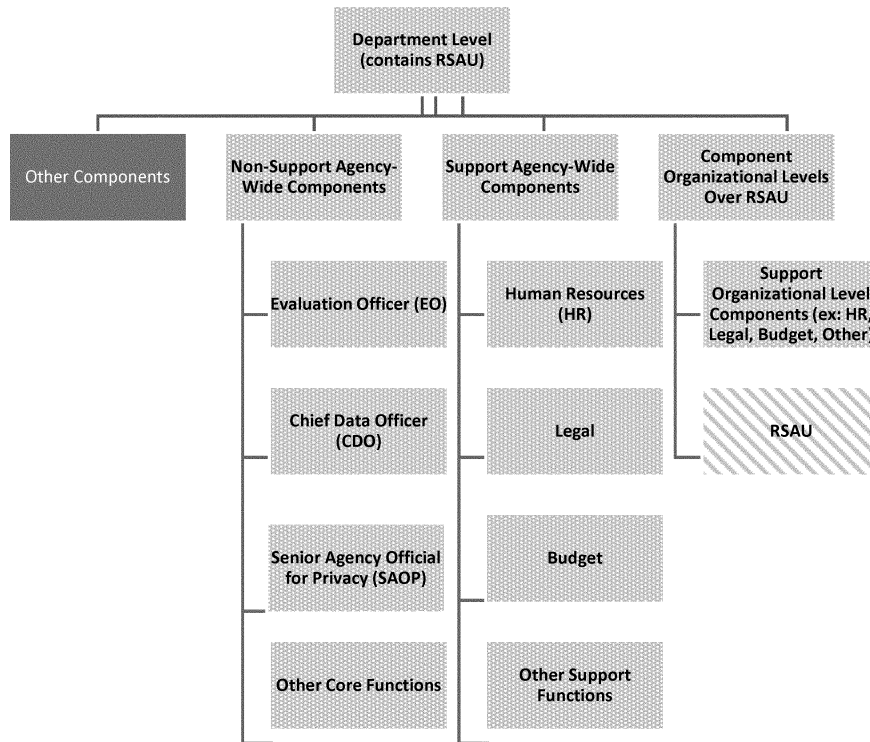 Department Level
(contains RSAU)
Other Components
Non-Support Agency-
Wide Components
Support Agency-Wide
Components
Component
Organizational Levels
Over RSAU
Evaluation Officer (EO)
Chief Data Officer
(CDO)
Senior Agency Official
for Privacy (SAOP)
Other Core Functions
Human Resources
(HR)
Legal
Budget
Other Support
Functions
Support
Organizational Level
Components (ex: HR,
Legal, Budget, Other)
RSAU